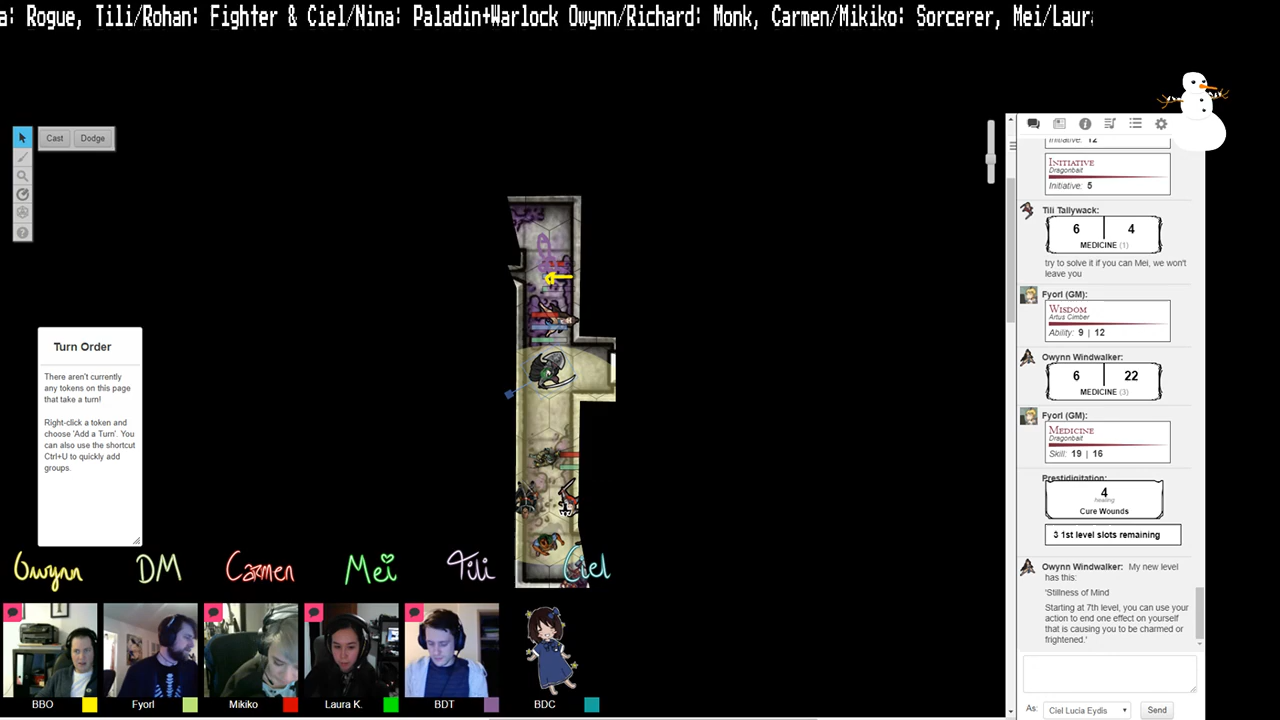 a: Rogue, Tili/Rohan: Fighter & Ciel/Nina: Paladin+Warlock Owynn/Richard: Monk, Carmen/Mikiko: Sorcerer, Mei/Laura
Cast Dodge
Initiative: 12
INITIATIVE
Dragonbait
Initiative: 5
Tili Tallywack:
6 4
MEDICINE (1)
try to solve it if you can Mei, we won't
leave you
Fyorl (GM):
WISDOM
Artus Cimber
Ability: 9 | 12
Owynn Windwalker:
6 22
MEDICINE (3)
Fyorl (GM):
MEDICINE
Dragonbait
Skill: 19 | 16
Prestidigitation:
4
healing
Cure Wounds
3 1st level slots remaining
Owynn Windwalker: My new level
has this:
'Stillness of Mind
Starting at 7th level, you can use your
action to end one effect on yourself
that is causing you to be charmed or
frightened.'
As: Ciel Lucia Eydis Send
Turn Order
There aren't currently
any tokens on this page
that take a turn!
Right-click a token and
choose 'Add a Turn'. You
can also use the shortcut
Ctrl+U to quickly add
groups.
Owynn DM Carmen Mei Tili Ciel
BBO Fyorl Mikiko Laura K. BDT BDC